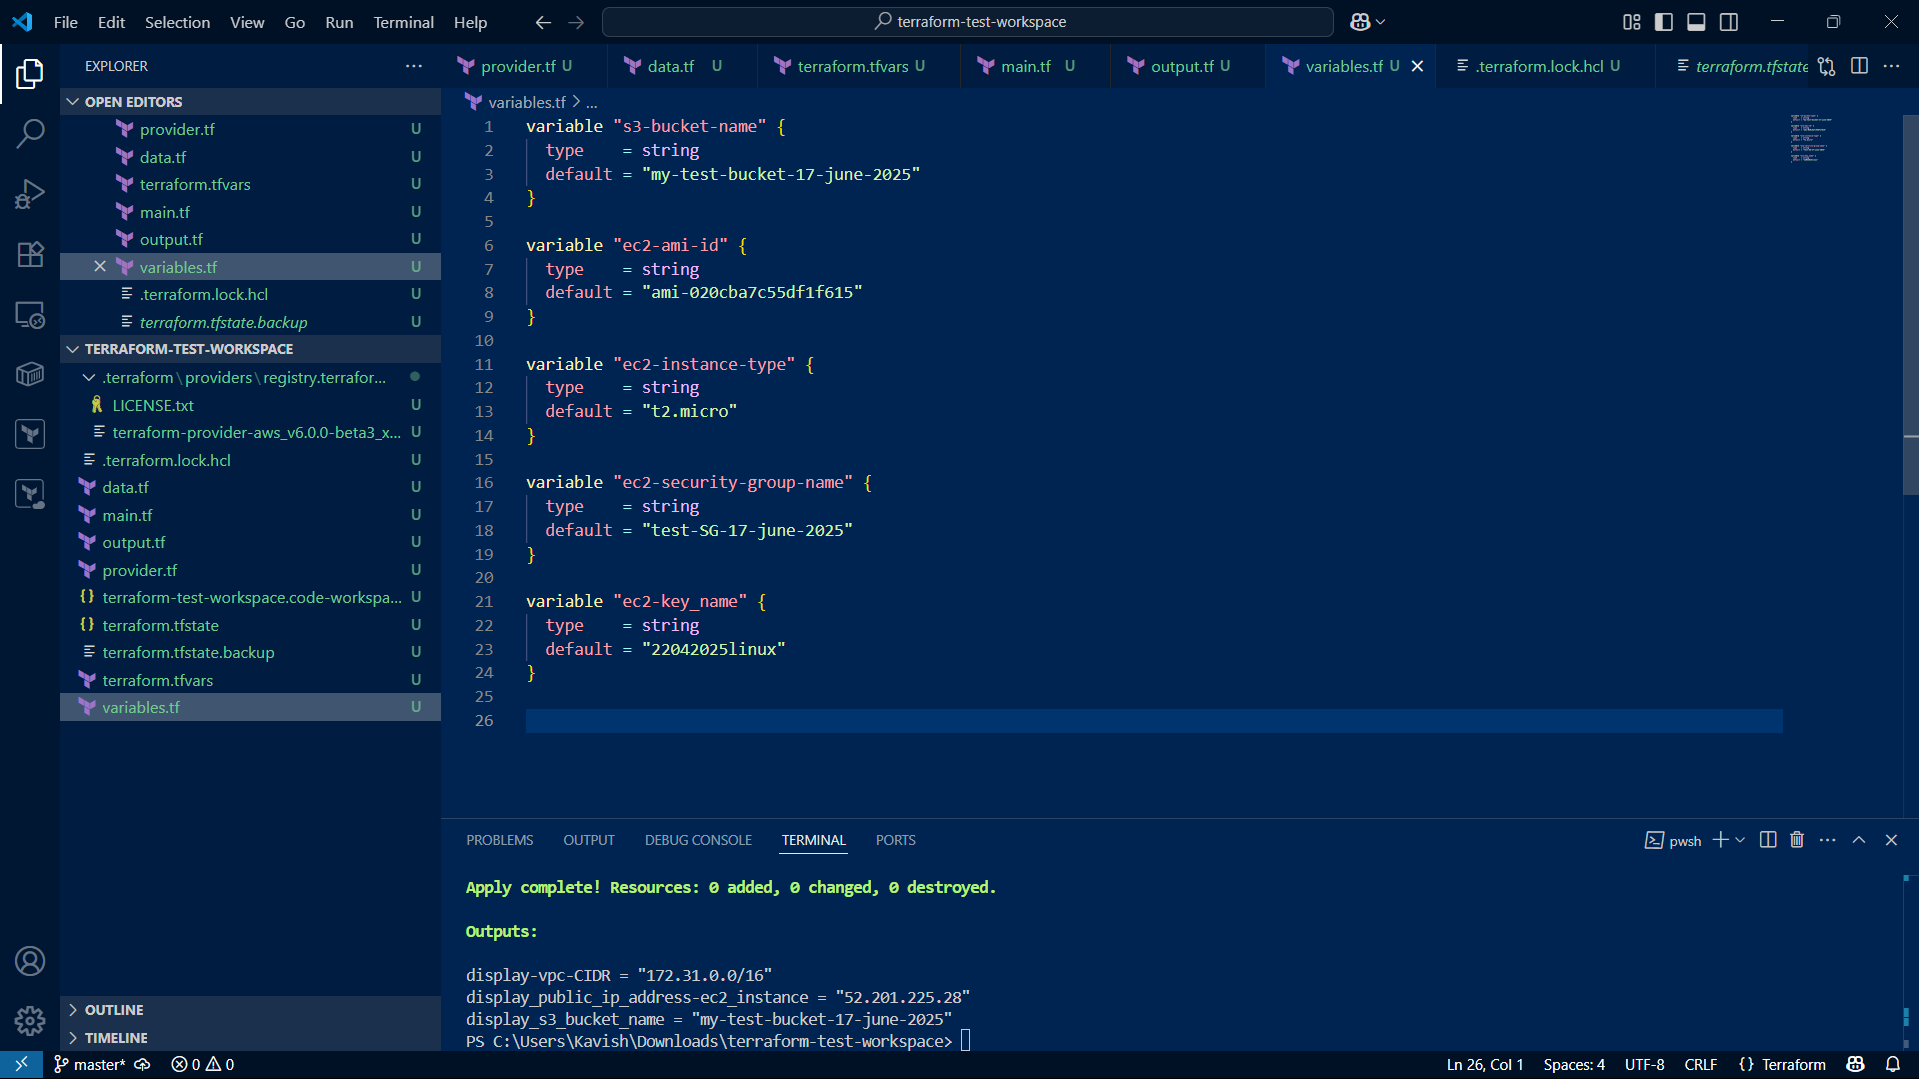 File Edit Selection View Go Run Terminal Help
terraform-test-workspace
EXPLORER
OPEN EDITORS
provider.tf U
data.tf U
terraform.tfvars U
main.tf U
output.tf U
variables.tf U
.terraform.lock.hcl U
terraform.tfstate.backup U
TERRAFORM-TEST-WORKSPACE
.terraform\providers\registry.terrafor...
LICENSE.txt U
terraform-provider-aws_v6.0.0-beta3_x... U
.terraform.lock.hcl U
data.tf U
main.tf U
output.tf U
provider.tf U
terraform-test-workspace.code-workspa... U
terraform.tfstate U
terraform.tfstate.backup U
terraform.tfvars U
variables.tf U
OUTLINE
TIMELINE
provider.tf U data.tf U terraform.tfvars U main.tf U output.tf U variables.tf U .terraform.lock.hcl U terraform.tfstate
variables.tf > ...
1 variable "s3-bucket-name" {
2 type = string
3 default = "my-test-bucket-17-june-2025"
4 }
5
6 variable "ec2-ami-id" {
7 type = string
8 default = "ami-020cba7c55df1f615"
9 }
10
11 variable "ec2-instance-type" {
12 type = string
13 default = "t2.micro"
14 }
15
16 variable "ec2-security-group-name" {
17 type = string
18 default = "test-SG-17-june-2025"
19 }
20
21 variable "ec2-key_name" {
22 type = string
23 default = "22042025linux"
24 }
25
26
PROBLEMS OUTPUT DEBUG CONSOLE TERMINAL PORTS
pwsh
Apply complete! Resources: 0 added, 0 changed, 0 destroyed.
Outputs:
display-vpc-CIDR = "172.31.0.0/16"
display_public_ip_address-ec2_instance = "52.201.225.28"
display_s3_bucket_name = "my-test-bucket-17-june-2025"
PS C:\Users\Kavish\Downloads\terraform-test-workspace>
master* 0 0
Ln 26, Col 1 Spaces: 4 UTF-8 CRLF {} Terraform